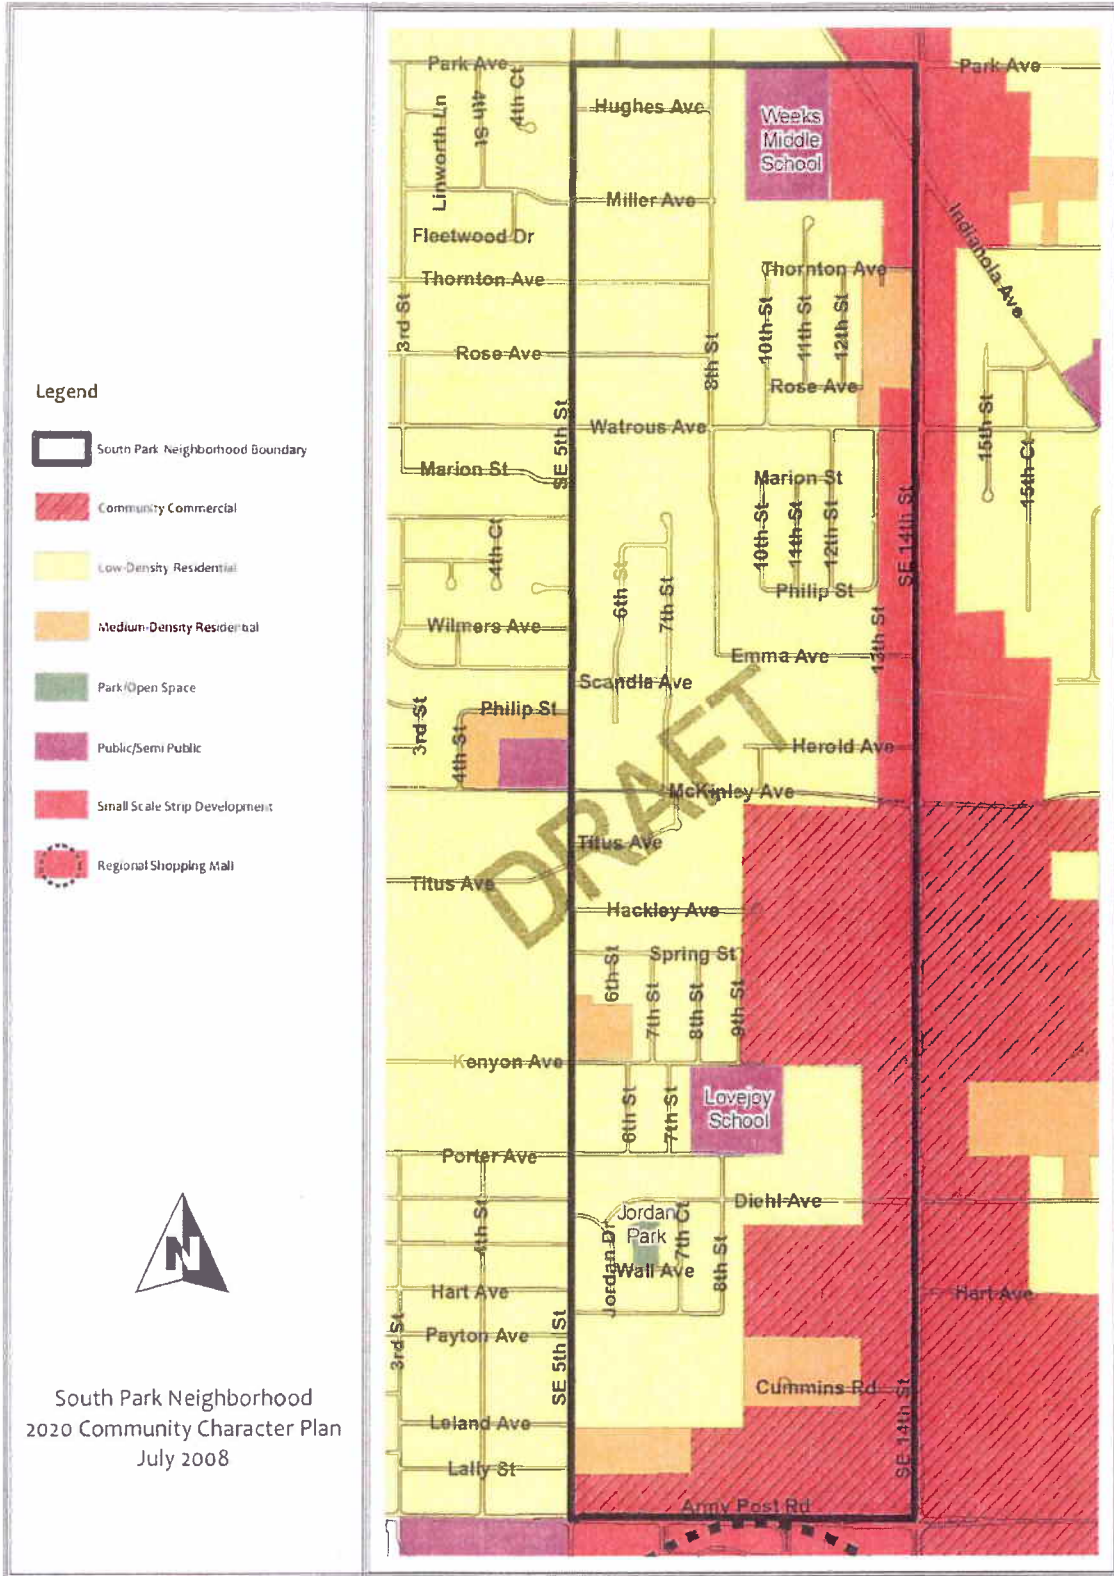 Legend
South Park Neighborhood Boundary
Community Commercial
Low-Density Residential
Medium-Density Residential
Park/Open Space
Public/Semi Public
Small Scale Strip Development
Regional Shopping Mall
N
South Park Neighborhood
2020 Community Character Plan
July 2008
Park Ave
Park Ave
Linworth Ln
4th St
4th Ct
Hughes Ave
Weeks
Middle
School
Miller Ave
Fleetwood Dr
Indianola Ave
Thornton Ave
Thornton Ave
3rd St
10th St
11th St
12th St
8th St
Rose Ave
Rose Ave
SE 5th St
Watrous Ave
15th St
15th Ct
Marion St
Marion St
10th St
11th St
12th St
SE 14th St
4th Ct
6th St
7th St
Philip St
13th St
Wilmers Ave
Emma Ave
Scandia Ave
Philip St
3rd St
4th St
Herold Ave
McKinley Ave
DRAFT
Titus Ave
Titus Ave
Hackley Ave
Spring St
6th St
7th St
8th St
9th St
Kenyon Ave
6th St
7th St
Lovejoy
School
Porter Ave
4th St
Diehl Ave
Jordan
Park
Jordan Dr
7th Ct
8th St
Wall Ave
Hart Ave
Hart Ave
3rd St
Payton Ave
SE 5th St
Cummins Rd
SE 14th St
Leland Ave
Lally St
Army Post Rd